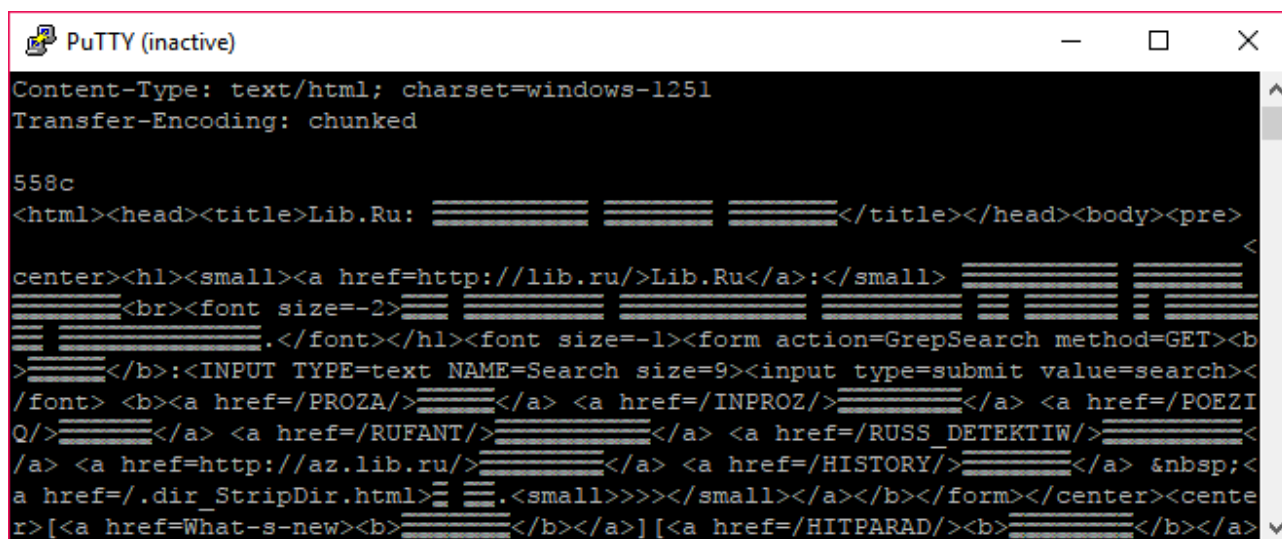 PuTTY (inactive)
Content-Type: text/html; charset=windows-1251
Transfer-Encoding: chunked
558c
<html><head><title>Lib.Ru: </title></head><body><pre>
<
center><h1><small><a href=http://lib.ru/>Lib.Ru</a>:</small>
<br><font size=-2>
.</font></h1><font size=-1><form action=GrepSearch method=GET><b
></b>:<INPUT TYPE=text NAME=Search size=9><input type=submit value=search><
/font> <b><a href=/PROZA/></a> <a href=/INPROZ/></a> <a href=/POEZI
Q/></a> <a href=/RUFANT/></a> <a href=/RUSS_DETEKTIW/><
/a> <a href=http://az.lib.ru/></a> <a href=/HISTORY/></a> &nbsp;<
a href=/.dir_StripDir.html> .<small>>>></small></a></b></form></center><cente
r>[<a href=What-s-new><b></b></a>][<a href=/HITPARAD/><b></b></a>